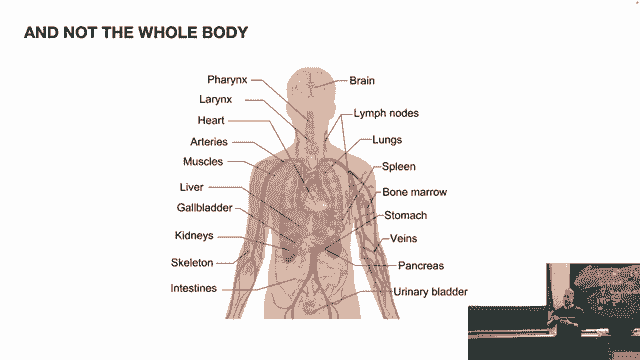 AND NOT THE WHOLE BODY
Pharynx
Brain
Larynx
Lymph nodes
Heart
Arteries
Lungs
Muscles
Spleen
Liver
Bone marrow
Gallbladder
Stomach
Kidneys
Veins
Skeleton
Pancreas
Intestines
Urinary bladder